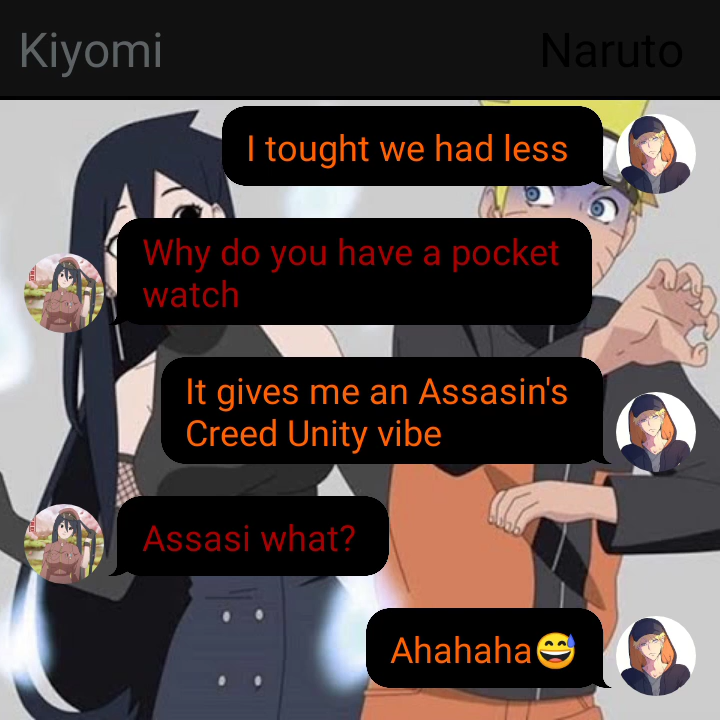 Kiyomi
Naruto
I tought we had less
Why do you have a pocket
watch
It gives me an Assasin's
Creed Unity vibe
Assasi what?
Ahahaha😅